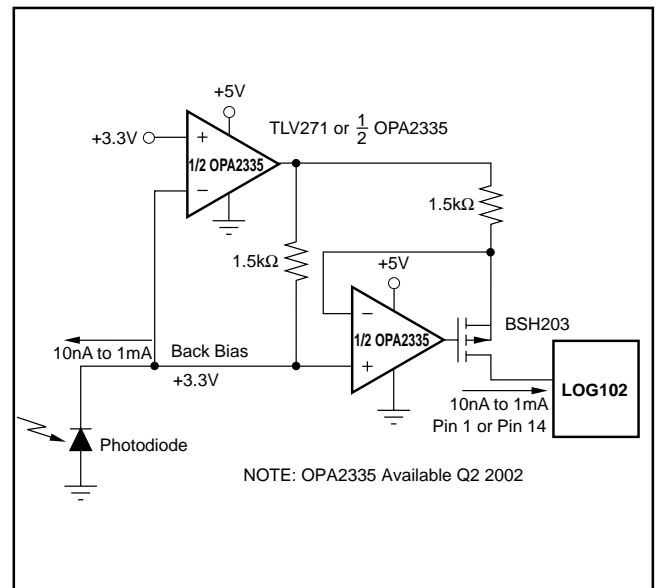 +5V
TLV271 or 1/2 OPA2335
+3.3V
+
1/2 OPA2335
−
1.5kΩ
1.5kΩ
+5V
−
BSH203
1/2 OPA2335
10nA to 1mA
Back Bias
+
+3.3V
LOG102
10nA to 1mA
Pin 1 or Pin 14
Photodiode
NOTE: OPA2335 Available Q2 2002